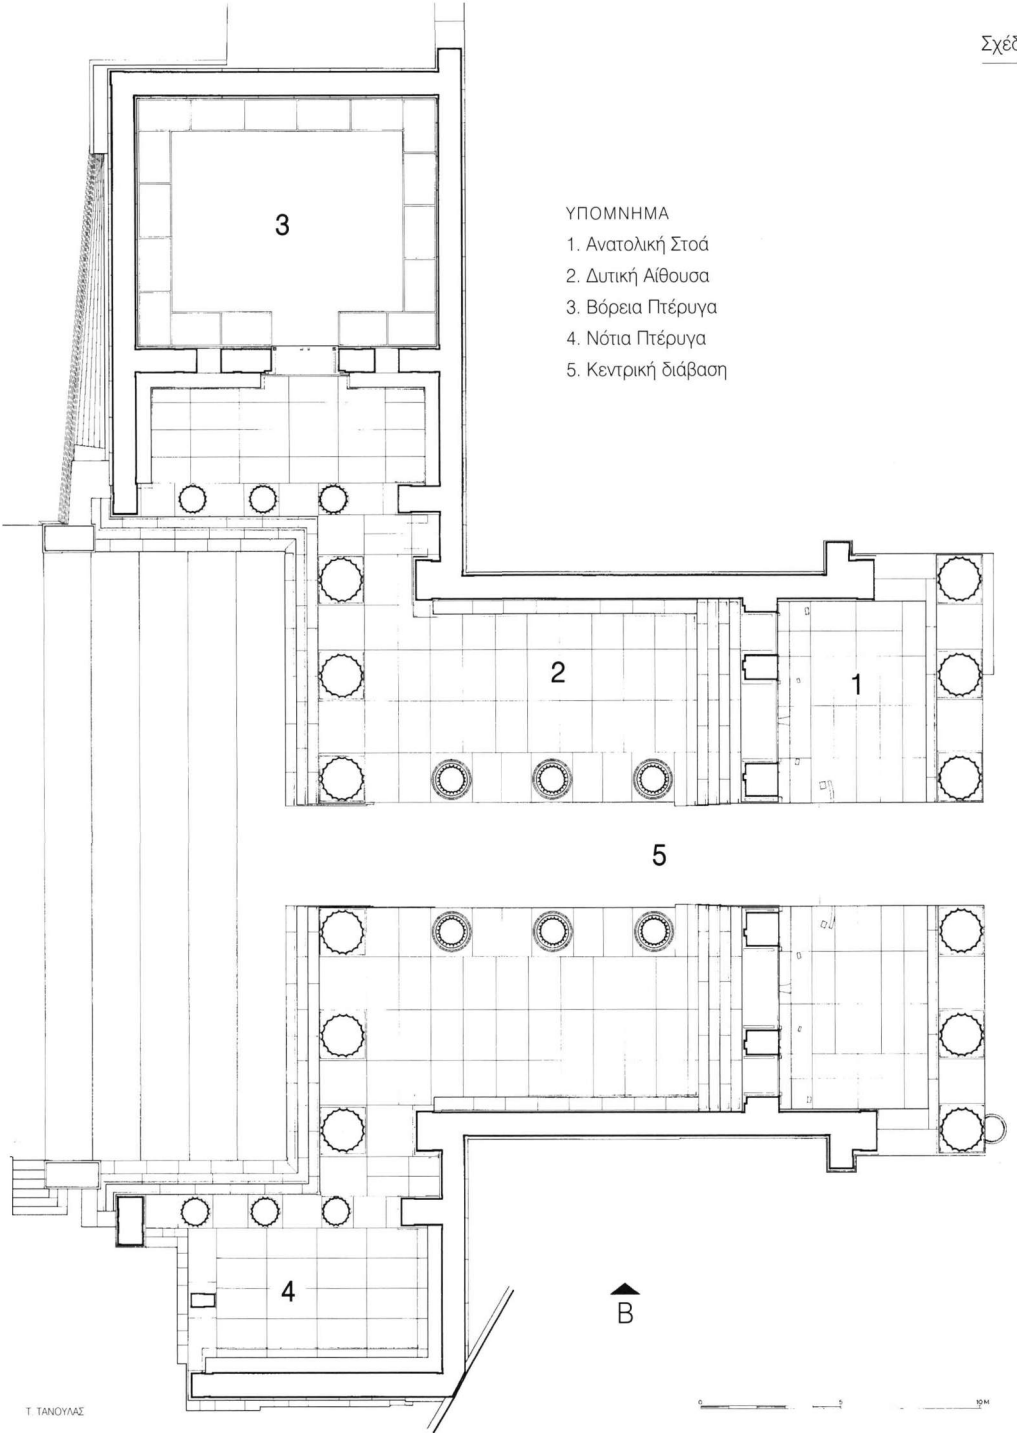 Σχέδ
ΥΠΟΜΝΗΜΑ
1. Ανατολική Στοά
2. Δυτική Αίθουσα
3. Βόρεια Πτέρυγα
4. Νότια Πτέρυγα
5. Κεντρική διάβαση
3
2
1
5
4
Β
Τ. ΤΑΝΟΥΛΑΣ
0 5 10 Μ